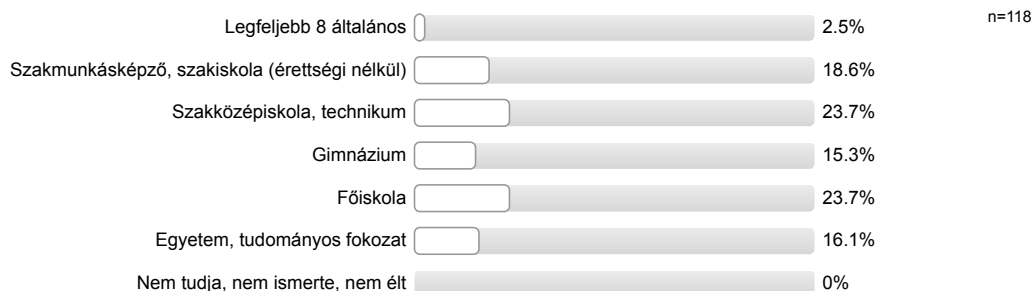 Legfeljebb 8 általános 2.5% n=118
Szakmunkásképző, szakiskola (érettségi nélkül) 18.6%
Szakközépiskola, technikum 23.7%
Gimnázium 15.3%
Főiskola 23.7%
Egyetem, tudományos fokozat 16.1%
Nem tudja, nem ismerte, nem élt 0%